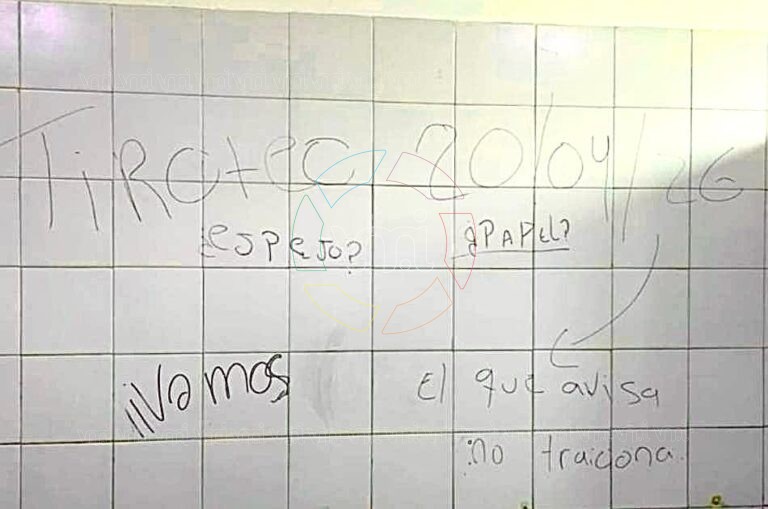 TiROteO 20/04/26
¿eSPeJo? ¿PAPEL?
¡¡Vamos
El que avisa
no traiciona.